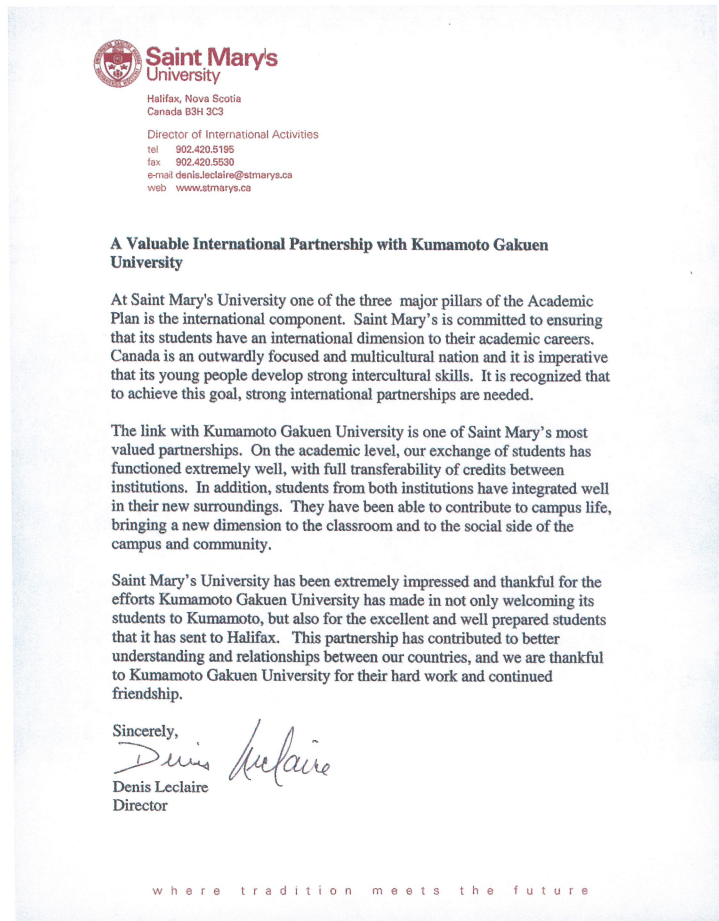 Saint Mary's
University
Halifax, Nova Scotia
Canada B3H 3C3
Director of International Activities
tel 902.420.5195
fax 902.420.5530
e-mail denis.leclaire@stmarys.ca
web www.stmarys.ca
A Valuable International Partnership with Kumamoto Gakuen
University
At Saint Mary's University one of the three major pillars of the Academic
Plan is the international component. Saint Mary's is committed to ensuring
that its students have an international dimension to their academic careers.
Canada is an outwardly focused and multicultural nation and it is imperative
that its young people develop strong intercultural skills. It is recognized that
to achieve this goal, strong international partnerships are needed.
The link with Kumamoto Gakuen University is one of Saint Mary's most
valued partnerships. On the academic level, our exchange of students has
functioned extremely well, with full transferability of credits between
institutions. In addition, students from both institutions have integrated well
in their new surroundings. They have been able to contribute to campus life,
bringing a new dimension to the classroom and to the social side of the
campus and community.
Saint Mary's University has been extremely impressed and thankful for the
efforts Kumamoto Gakuen University has made in not only welcoming its
students to Kumamoto, but also for the excellent and well prepared students
that it has sent to Halifax. This partnership has contributed to better
understanding and relationships between our countries, and we are thankful
to Kumamoto Gakuen University for their hard work and continued
friendship.
Sincerely,
Denis Leclaire
Denis Leclaire
Director
where tradition meets the future